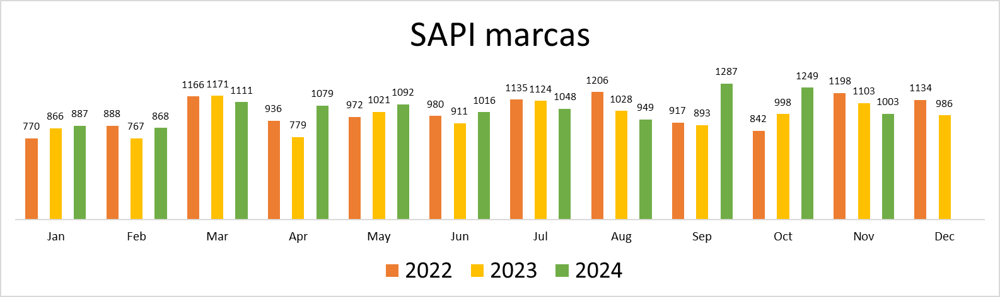 SAPI marcas
770 866 887 888 767 868 1166 1171 1111 936 779 1079 972 1021 1092 980 911 1016 1135 1124 1048 1206 1028 949 917 893 1287 842 998 1249 1198 1103 1003 1134 986
Jan Feb Mar Apr May Jun Jul Aug Sep Oct Nov Dec
2022 2023 2024